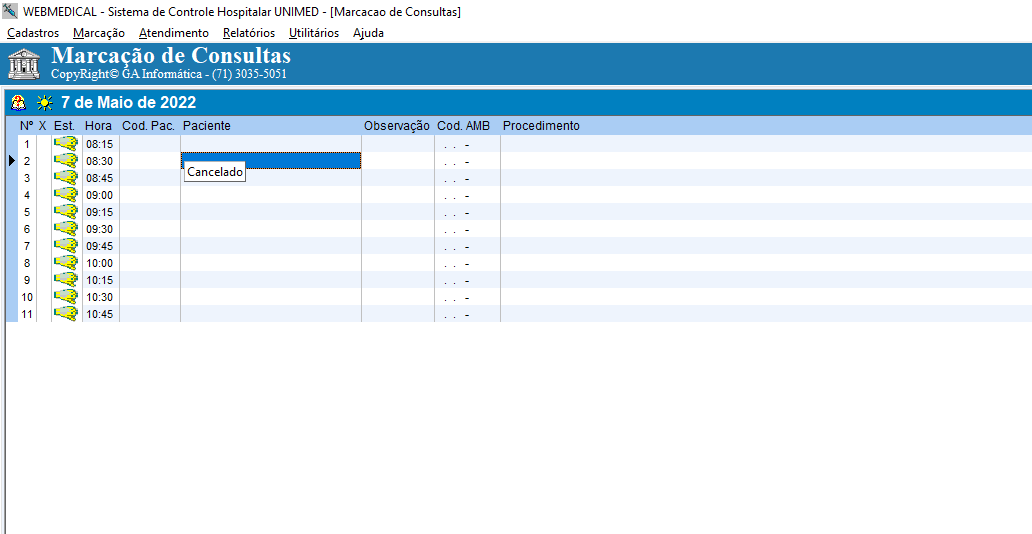 WEBMEDICAL - Sistema de Controle Hospitalar UNIMED - [Marcacao de Consultas]
Cadastros Marcação Atendimento Relatórios Utilitários Ajuda
Marcação de Consultas
CopyRight© GA Informática - (71) 3035-5051
7 de Maio de 2022
Nº X Est. Hora Cod. Pac. Paciente Observação Cod. AMB Procedimento
1 08:15 . . -
2 08:30 . . -
Cancelado
3 08:45 . . -
4 09:00 . . -
5 09:15 . . -
6 09:30 . . -
7 09:45 . . -
8 10:00 . . -
9 10:15 . . -
10 10:30 . . -
11 10:45 . . -